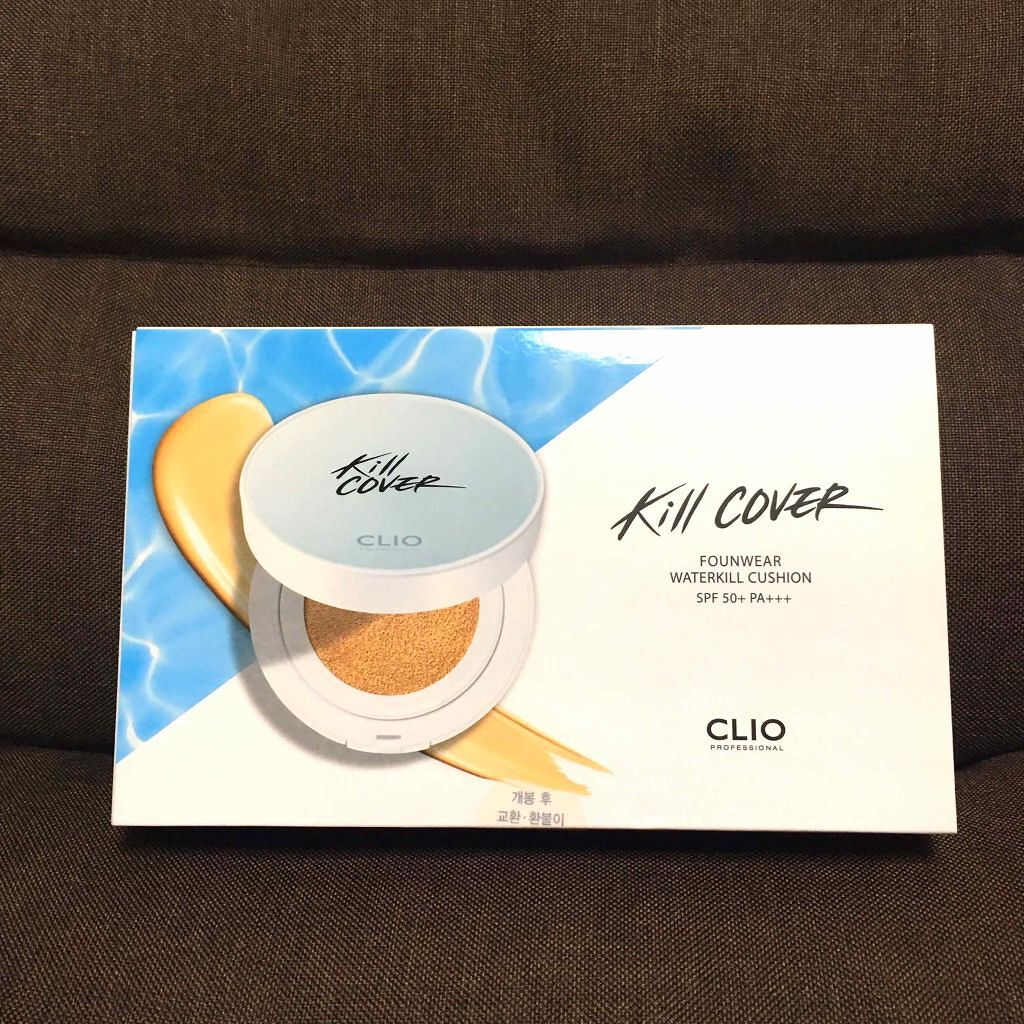 Kill
COVER
CLIO
Kill COVER
FOUNWEAR
WATERKILL CUSHION
SPF 50+ PA+++
CLIO
PROFESSIONAL
개봉 후
교환·환불이